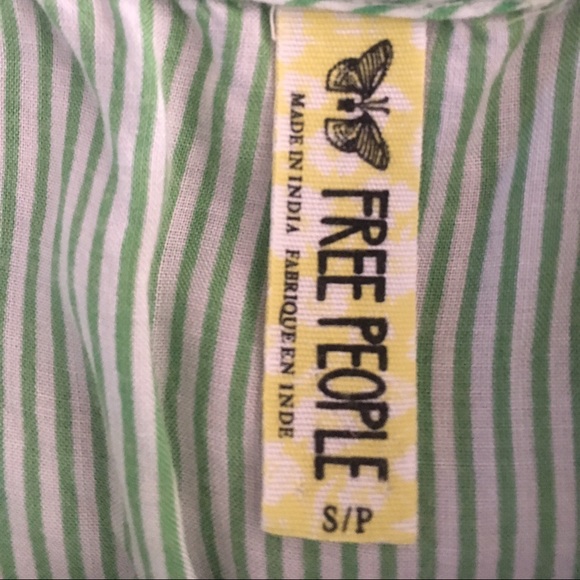 FREE PEOPLE
MADE IN INDIA FABRIQUE EN INDE
S/P